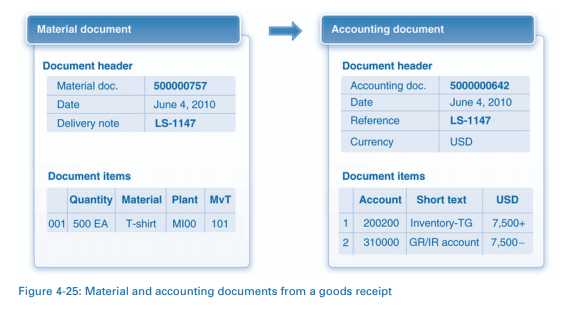 Material document
Document header
Material doc. 500000757
Date June 4, 2010
Delivery note LS-1147
Document items
Quantity Material Plant MvT
001 500 EA T-shirt MI00 101
Accounting document
Document header
Accounting doc. 5000000642
Date June 4, 2010
Reference LS-1147
Currency USD
Document items
Account Short text USD
1 200200 Inventory-TG 7,500+
2 310000 GR/IR account 7,500–
Figure 4-25: Material and accounting documents from a goods receipt